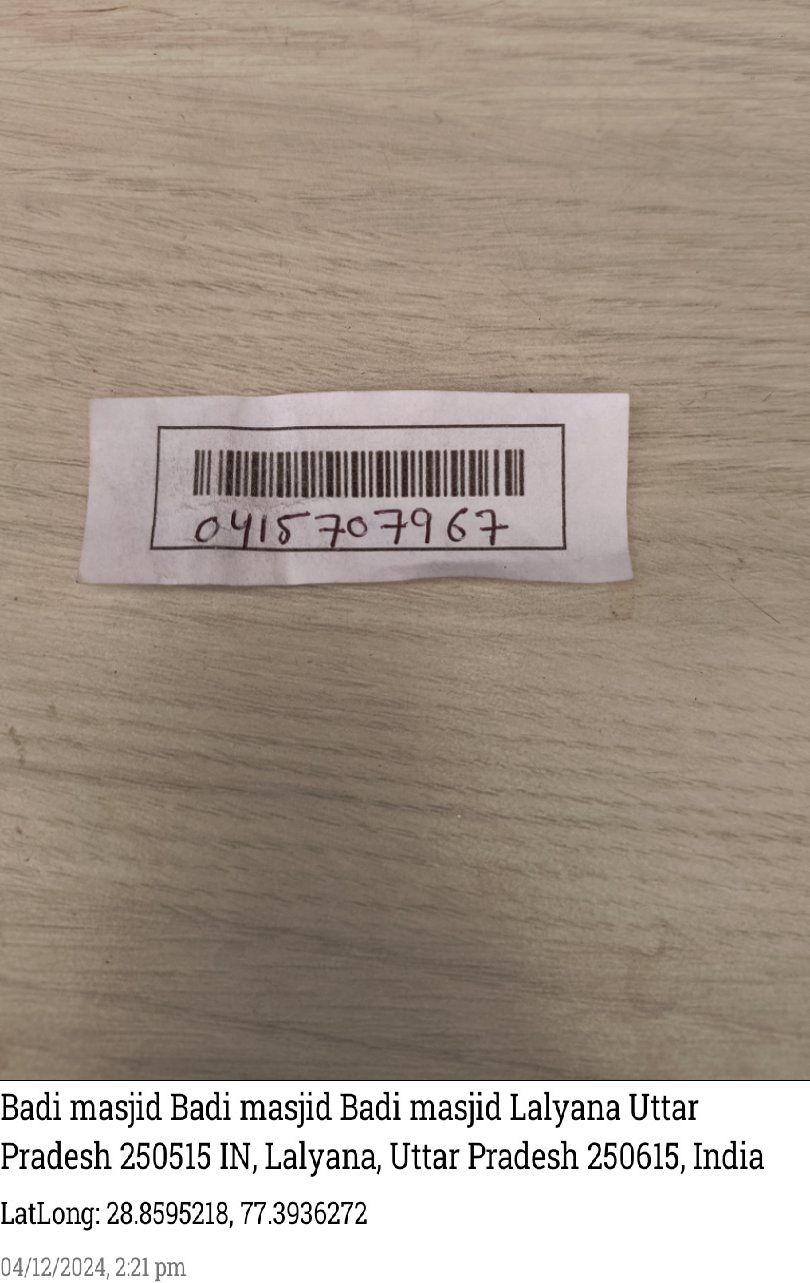 0415707967
Badi masjid Badi masjid Badi masjid Lalyana Uttar
Pradesh 250515 IN, Lalyana, Uttar Pradesh 250615, India
LatLong: 28.8595218, 77.3936272
04/12/2024, 2:21 pm